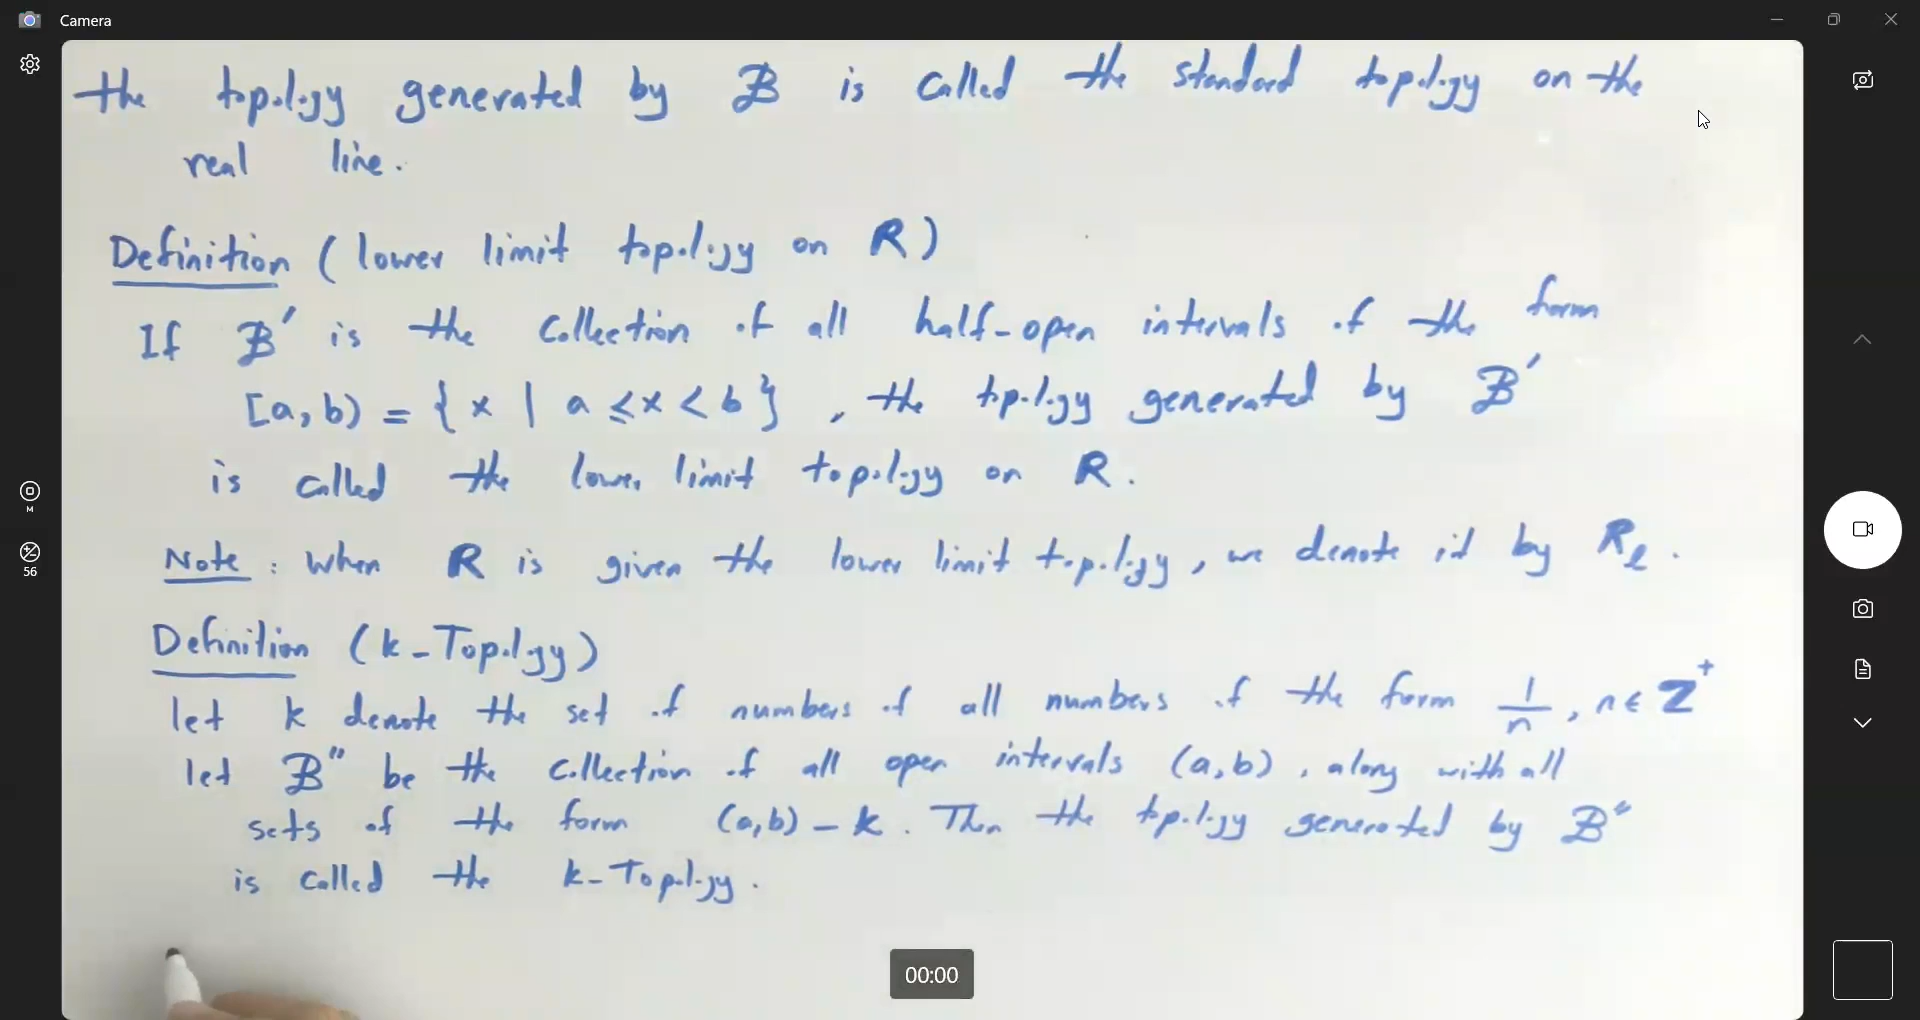 Camera
the topology generated by B is called the standard topology on the
real line.
Definition (lower limit topology on R)
If B' is the collection of all half-open intervals of the form
[a, b) = { x | a ≤ x < b } , the topology generated by B'
is called the lower limit topology on R.
Note : when R is given the lower limit topology, we denote it by Rℓ.
Definition (k-Topology)
let k denote the set of numbers of all numbers of the form 1/n, n ∈ Z⁺
let B" be the collection of all open intervals (a,b), along with all
sets of the form (a,b) - k. Then the topology generated by B"
is called the k-Topology.
M
56
00:00